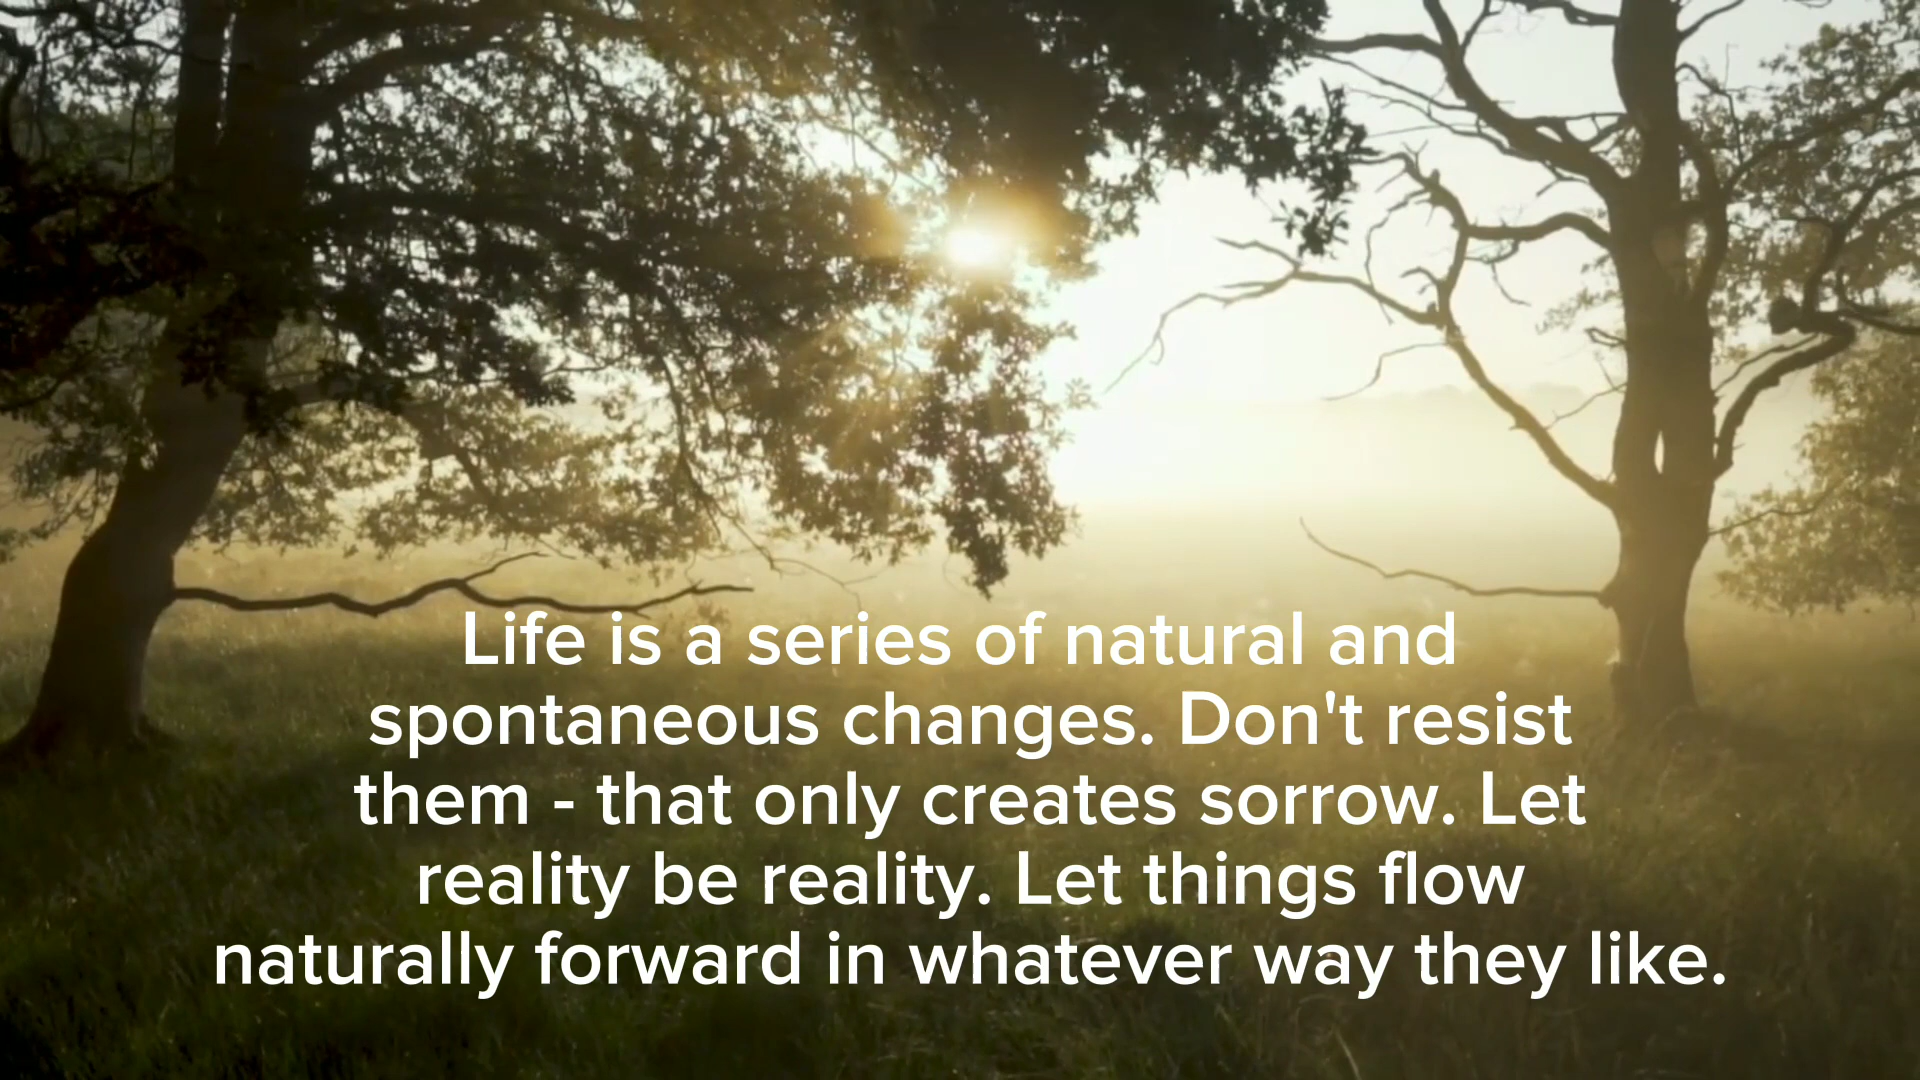 Life is a series of natural and
spontaneous changes. Don't resist
them - that only creates sorrow. Let
reality be reality. Let things flow
naturally forward in whatever way they like.